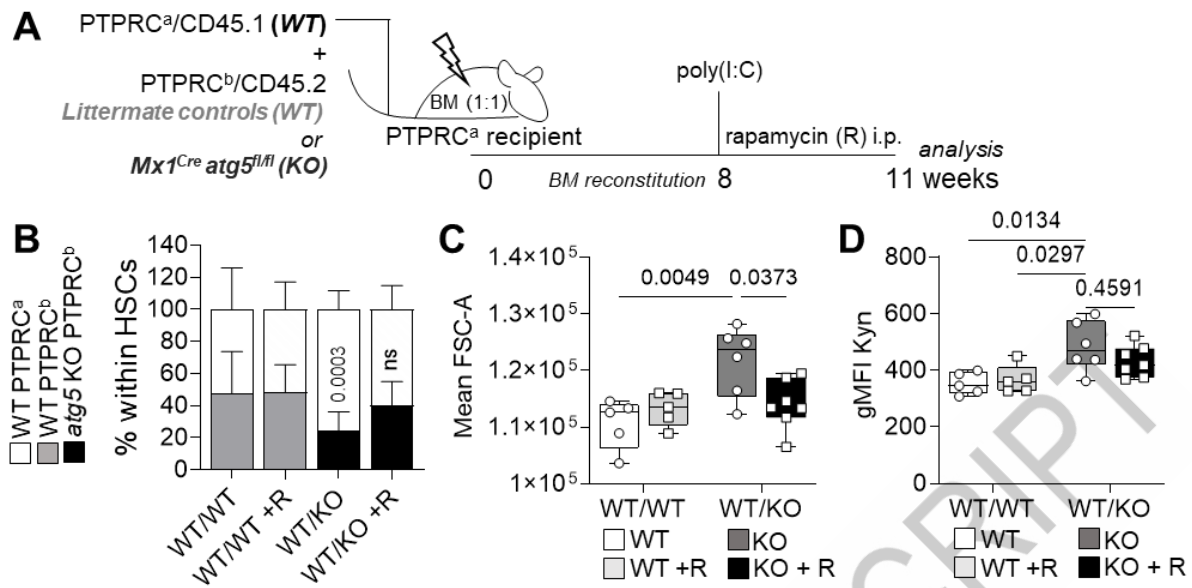 A
PTPRCa/CD45.1 (WT)
+
PTPRCb/CD45.2
Littermate controls (WT)
or
Mx1Cre atg5fl/fl (KO)
BM (1:1)
PTPRCa recipient
poly(I:C)
rapamycin (R) i.p.
analysis
0 BM reconstitution 8 11 weeks
B
WT PTPRCa
WT PTPRCb
atg5 KO PTPRCb
% within HSCs
140
120
100
80
60
40
20
0
0.0003
ns
WT/WT
WT/WT +R
WT/KO
WT/KO +R
C
Mean FSC-A
1.4×10⁵
1.3×10⁵
1.2×10⁵
1.1×10⁵
1×10⁵
0.0049
0.0373
WT/WT WT/KO
WT KO
WT +R KO + R
D
gMFI Kyn
800
600
400
200
0
0.0134
0.0297
0.4591
WT/WT WT/KO
WT KO
WT +R KO + R
CRIPT